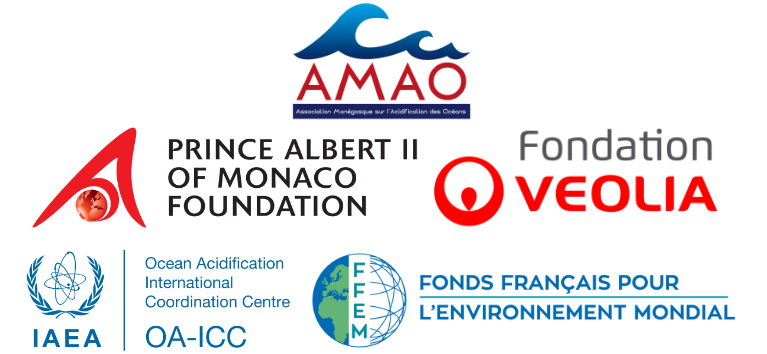 AMAO
Association Monégasque sur l'Acidification des Océans
PRINCE ALBERT II
OF MONACO
FOUNDATION
Fondation
VEOLIA
IAEA
Ocean Acidification
International
Coordination Centre
OA-ICC
FFEM
FONDS FRANÇAIS POUR
L'ENVIRONNEMENT MONDIAL